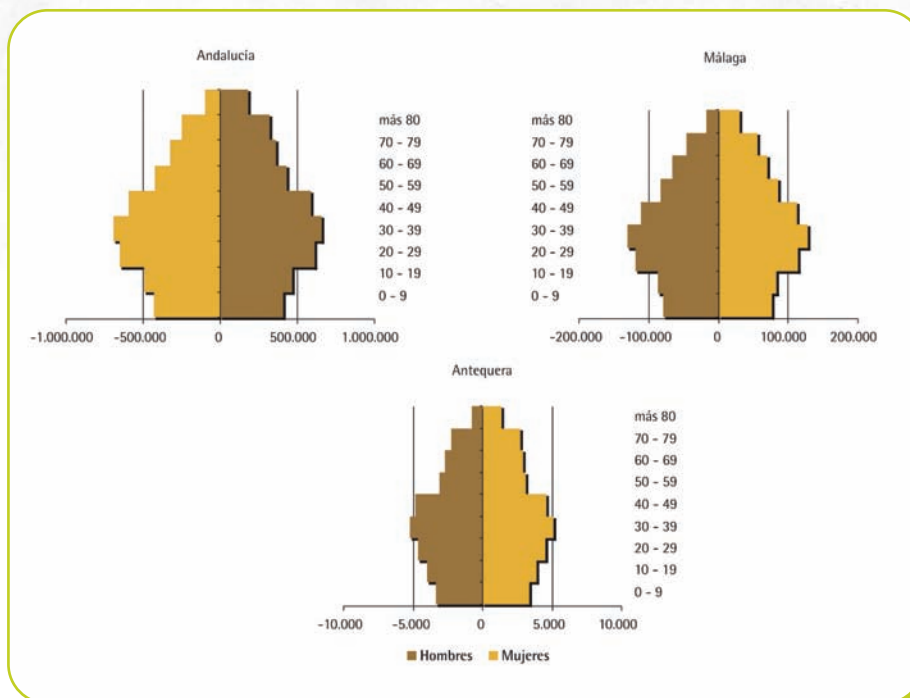 Andalucía
más 80
70 - 79
60 - 69
50 - 59
40 - 49
30 - 39
20 - 29
10 - 19
0 - 9
-1.000.000 -500.000 0 500.000 1.000.000
Málaga
más 80
70 - 79
60 - 69
50 - 59
40 - 49
30 - 39
20 - 29
10 - 19
0 - 9
-200.000 -100.000 0 100.000 200.000
Antequera
más 80
70 - 79
60 - 69
50 - 59
40 - 49
30 - 39
20 - 29
10 - 19
0 - 9
-10.000 -5.000 0 5.000 10.000
Hombres Mujeres